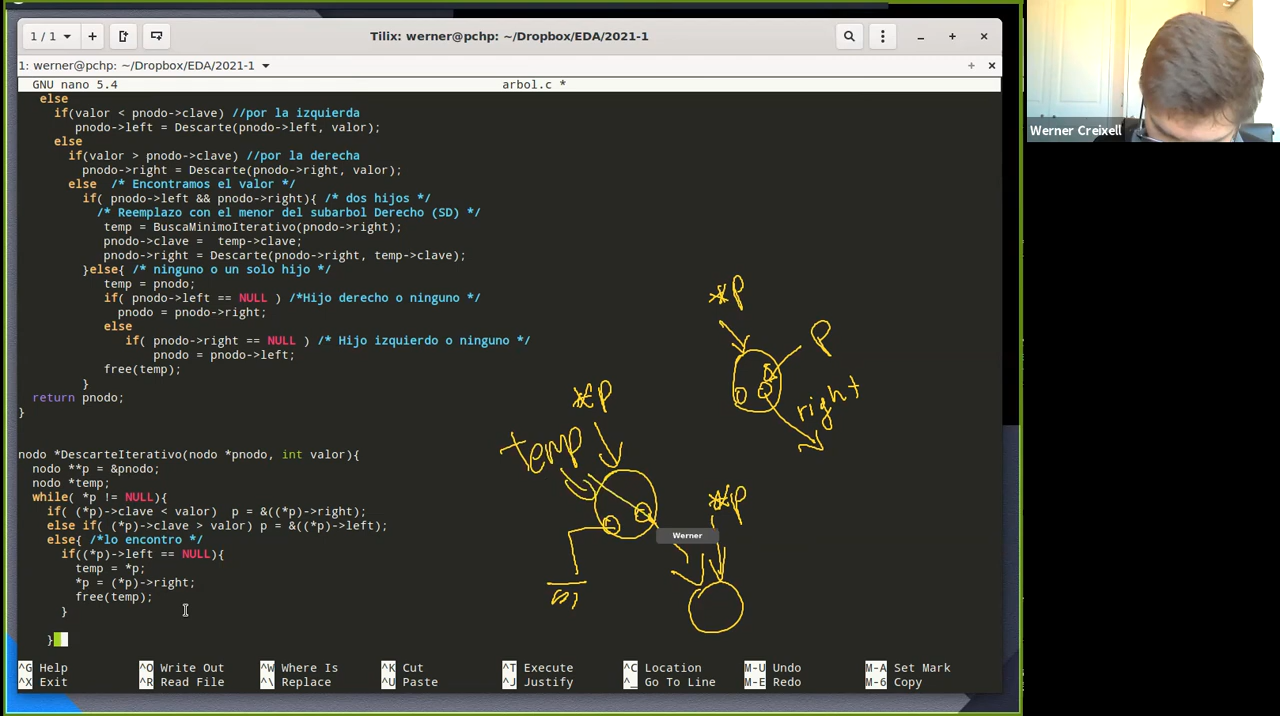 1 / 1
Tilix: werner@pchp: ~/Dropbox/EDA/2021-1
1: werner@pchp: ~/Dropbox/EDA/2021-1
GNU nano 5.4 arbol.c *
else
if(valor < pnodo->clave) //por la izquierda
pnodo->left = Descarte(pnodo->left, valor);
else
if(valor > pnodo->clave) //por la derecha
pnodo->right = Descarte(pnodo->right, valor);
else /* Encontramos el valor */
if( pnodo->left && pnodo->right){ /* dos hijos */
/* Reemplazo con el menor del subarbol Derecho (SD) */
temp = BuscaMinimoIterativo(pnodo->right);
pnodo->clave = temp->clave;
pnodo->right = Descarte(pnodo->right, temp->clave);
}else{ /* ninguno o un solo hijo */
temp = pnodo;
if( pnodo->left == NULL ) /*Hijo derecho o ninguno */
pnodo = pnodo->right;
else
if( pnodo->right == NULL ) /* Hijo izquierdo o ninguno */
pnodo = pnodo->left;
free(temp);
}
return pnodo;
}
nodo *DescarteIterativo(nodo *pnodo, int valor){
nodo **p = &pnodo;
nodo *temp;
while( *p != NULL){
if( (*p)->clave < valor) p = &((*p)->right);
else if( (*p)->clave > valor) p = &((*p)->left);
else{ /*lo encontro */
if((*p)->left == NULL){
temp = *p;
*p = (*p)->right;
free(temp);
}
}
*p
P
right
*p
temp
*p
Werner
^G Help ^O Write Out ^W Where Is ^K Cut ^T Execute ^C Location M-U Undo M-A Set Mark
^X Exit ^R Read File ^\ Replace ^U Paste ^J Justify ^_ Go To Line M-E Redo M-6 Copy
Werner Creixell